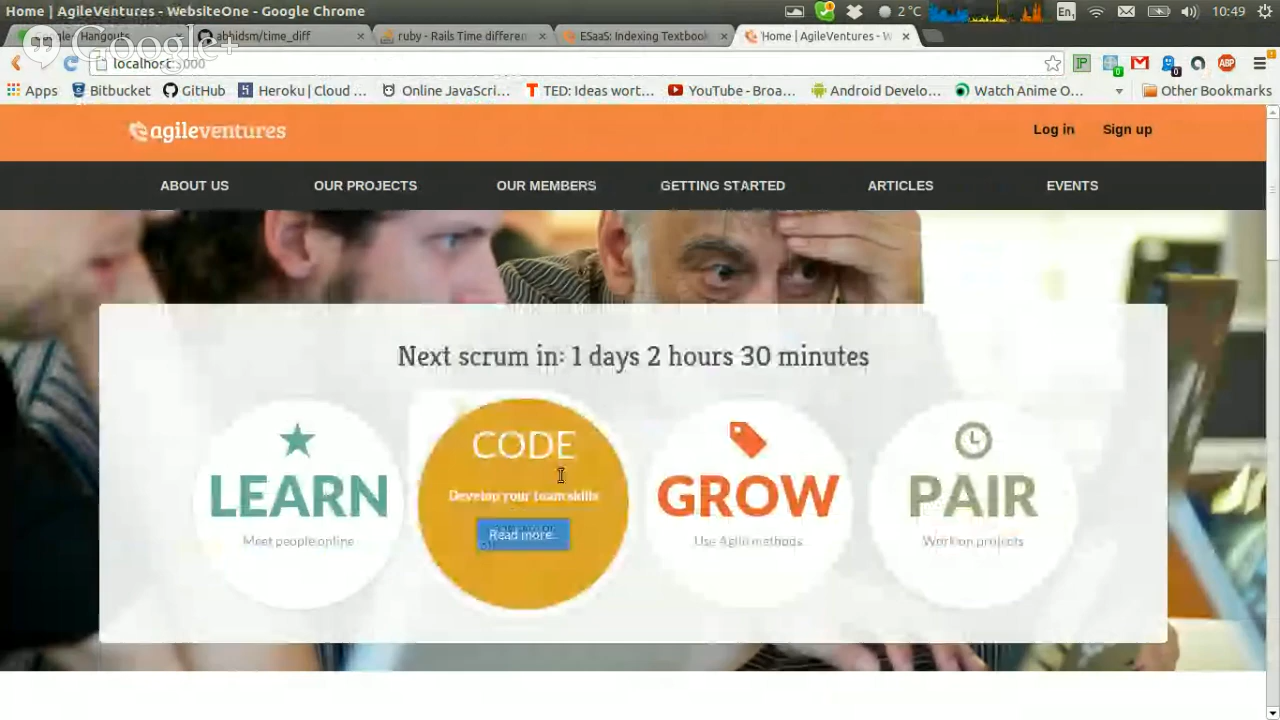 Home | AgileVentures - WebsiteOne - Google Chrome
2°C
En1
10:49
Google+
Hangouts
abhidsm/time_diff
ruby - Rails Time differen
ESaaS: Indexing Textbook
Home | AgileVentures - W
localhost:3000
Apps
Bitbucket
GitHub
Heroku | Cloud ...
Online JavaScri...
TED: Ideas wort...
YouTube - Broa...
Android Develo...
Watch Anime O...
Other Bookmarks
agileventures
Log in
Sign up
ABOUT US
OUR PROJECTS
OUR MEMBERS
GETTING STARTED
ARTICLES
EVENTS
Next scrum in: 1 days 2 hours 30 minutes
LEARN
Meet people online
CODE
Develop your team skills
Read more
GROW
Use Agile methods
PAIR
Work on projects